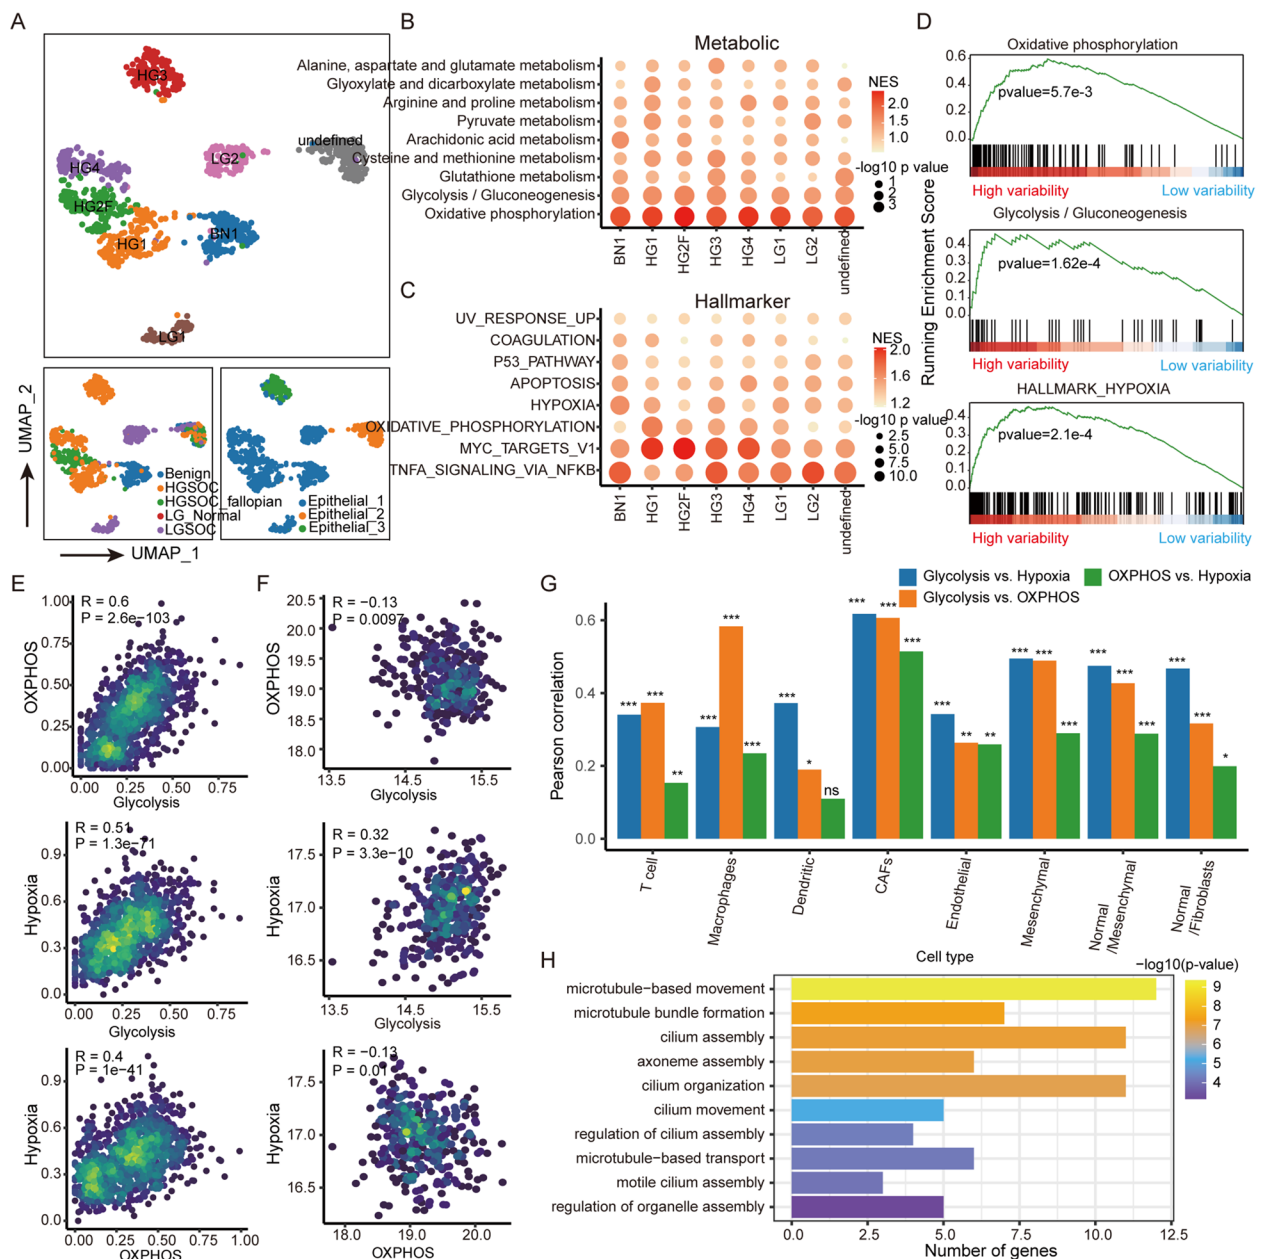 A
HG3
HG4
LG2
undefined
HG2F
HG1
BN1
LG1
UMAP_2
UMAP_1
Benign
HGSOC
HGSOC_fallopian
LG_Normal
LGSOC
Epithelial_1
Epithelial_2
Epithelial_3
B
Metabolic
Alanine, aspartate and glutamate metabolism
Glyoxylate and dicarboxylate metabolism
Arginine and proline metabolism
Pyruvate metabolism
Arachidonic acid metabolism
Cysteine and methionine metabolism
Glutathione metabolism
Glycolysis / Gluconeogenesis
Oxidative phosphorylation
BN1 HG1 HG2F HG3 HG4 LG1 LG2 undefined
NES
2.0
1.5
1.0
-log10 p value
1
2
3
C
Hallmarker
UV_RESPONSE_UP
COAGULATION
P53_PATHWAY
APOPTOSIS
HYPOXIA
OXIDATIVE_PHOSPHORYLATION
MYC_TARGETS_V1
TNFA_SIGNALING_VIA_NFKB
BN1 HG1 HG2F HG3 HG4 LG1 LG2 undefined
NES
2.0
1.6
1.2
-log10 p value
2.5
5.0
7.5
10.0
D
Running Enrichment Score
Oxidative phosphorylation
0.6
0.4
0.2
0.0
pvalue=5.7e-3
High variability Low variability
Glycolysis / Gluconeogenesis
0.4
0.3
0.2
0.1
0.0
pvalue=1.62e-4
High variability Low variability
HALLMARK_HYPOXIA
0.4
0.3
0.2
0.1
0.0
pvalue=2.1e-4
High variability Low variability
E
R = 0.6
P = 2.6e−103
OXPHOS
1.00
0.75
0.50
0.25
0.00
0.00 0.25 0.50 0.75
Glycolysis
R = 0.51
P = 1.3e−71
Hypoxia
0.9
0.6
0.3
0.0
0.00 0.25 0.50 0.75
Glycolysis
R = 0.4
P = 1e−41
Hypoxia
0.9
0.6
0.3
0.0
0.00 0.25 0.50 0.75 1.00
OXPHOS
F
R = −0.13
P = 0.0097
OXPHOS
20.5
20.0
19.5
19.0
18.5
18.0
13.5 14.5 15.5
Glycolysis
R = 0.32
P = 3.3e−10
Hypoxia
17.5
17.0
16.5
13.5 14.5 15.5
Glycolysis
R = −0.13
P = 0.01
Hypoxia
17.5
17.0
16.5
18.0 19.0 20.0
OXPHOS
G
Glycolysis vs. Hypoxia
Glycolysis vs. OXPHOS
OXPHOS vs. Hypoxia
Pearson correlation
0.6
0.4
0.2
0.0
*** *** **
*** *** ***
*** * ns
*** *** ***
*** ** **
*** *** ***
*** *** ***
*** *** *
T cell
Macrophages
Dendritic
CAFs
Endothelial
Mesenchymal
Normal
/Mesenchymal
Normal
/Fibroblasts
Cell type
H
microtubule−based movement
microtubule bundle formation
cilium assembly
axoneme assembly
cilium organization
cilium movement
regulation of cilium assembly
microtubule−based transport
motile cilium assembly
regulation of organelle assembly
0.0 2.5 5.0 7.5 10.0 12.5
Number of genes
−log10(p-value)
9
8
7
6
5
4